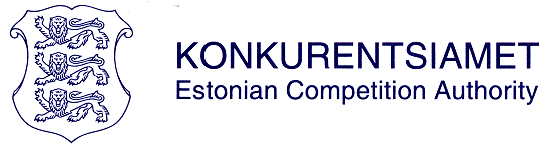 KONKURENTSIAMET
Estonian Competition Authority